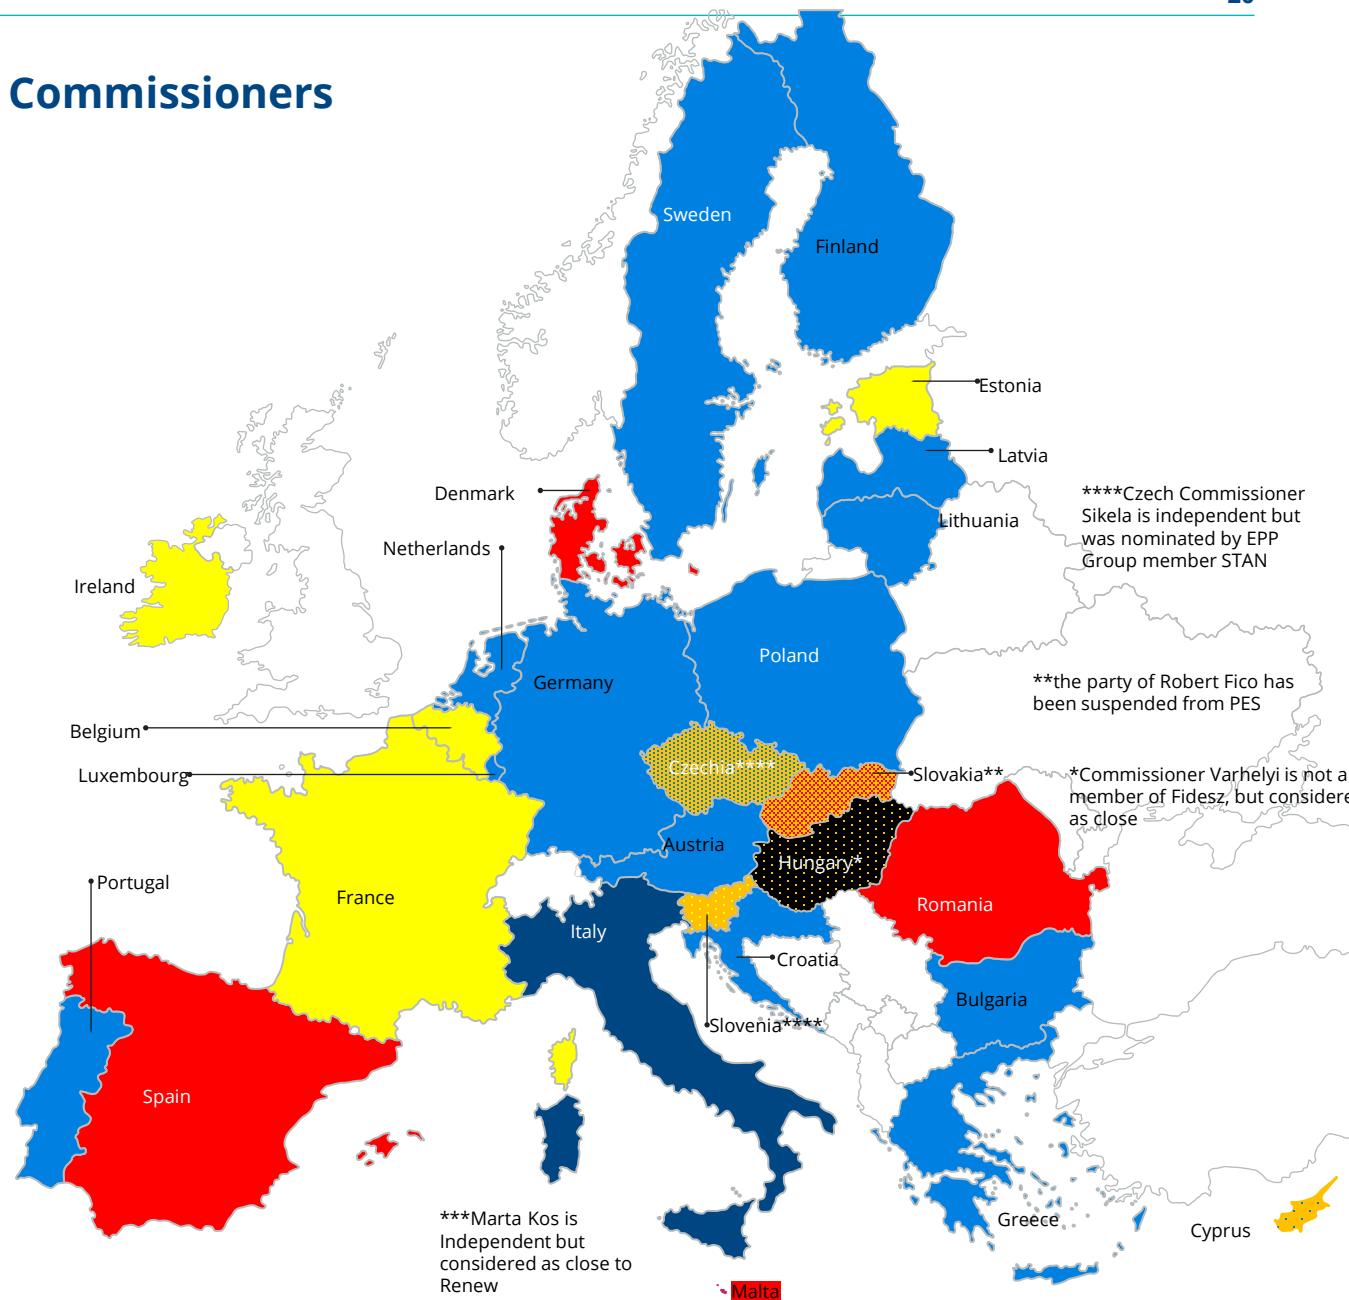 Commissioners
Sweden
Finland
Estonia
Latvia
Denmark
****Czech Commissioner
Sikela is independent but
was nominated by EPP
Group member STAN
Lithuania
Netherlands
Ireland
Poland
Germany
**the party of Robert Fico has
been suspended from PES
Belgium
Czechia****
Luxembourg
Slovakia**
*Commissioner Varhelyi is not a
member of Fidesz, but considere
as close
Austria
Hungary*
Portugal
France
Romania
Italy
Croatia
Bulgaria
Slovenia****
Spain
***Marta Kos is
Independent but
considered as close to
Renew
Greece
Cyprus
Malta